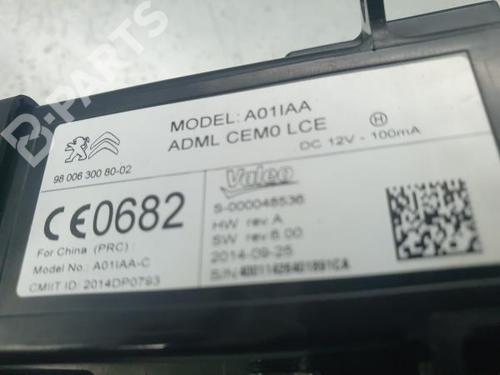 B-PARTS
MODEL: A01IAA
ADML CEM0 LCE
H
DC 12V - 100mA
98 006 300 80-02
CE0682
For China (PRC) :
Model No.: A01IAA-C
CMIIT ID: 2014DP0793
Valeo
S-000048536
HW rev A
SW rev 6.00
2014-09-25